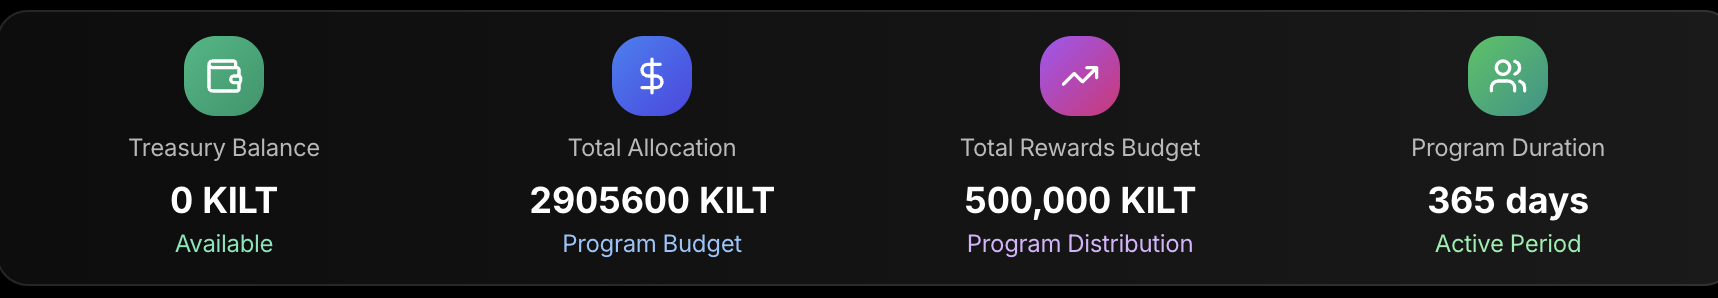 Treasury Balance
0 KILT
Available
Total Allocation
2905600 KILT
Program Budget
Total Rewards Budget
500,000 KILT
Program Distribution
Program Duration
365 days
Active Period